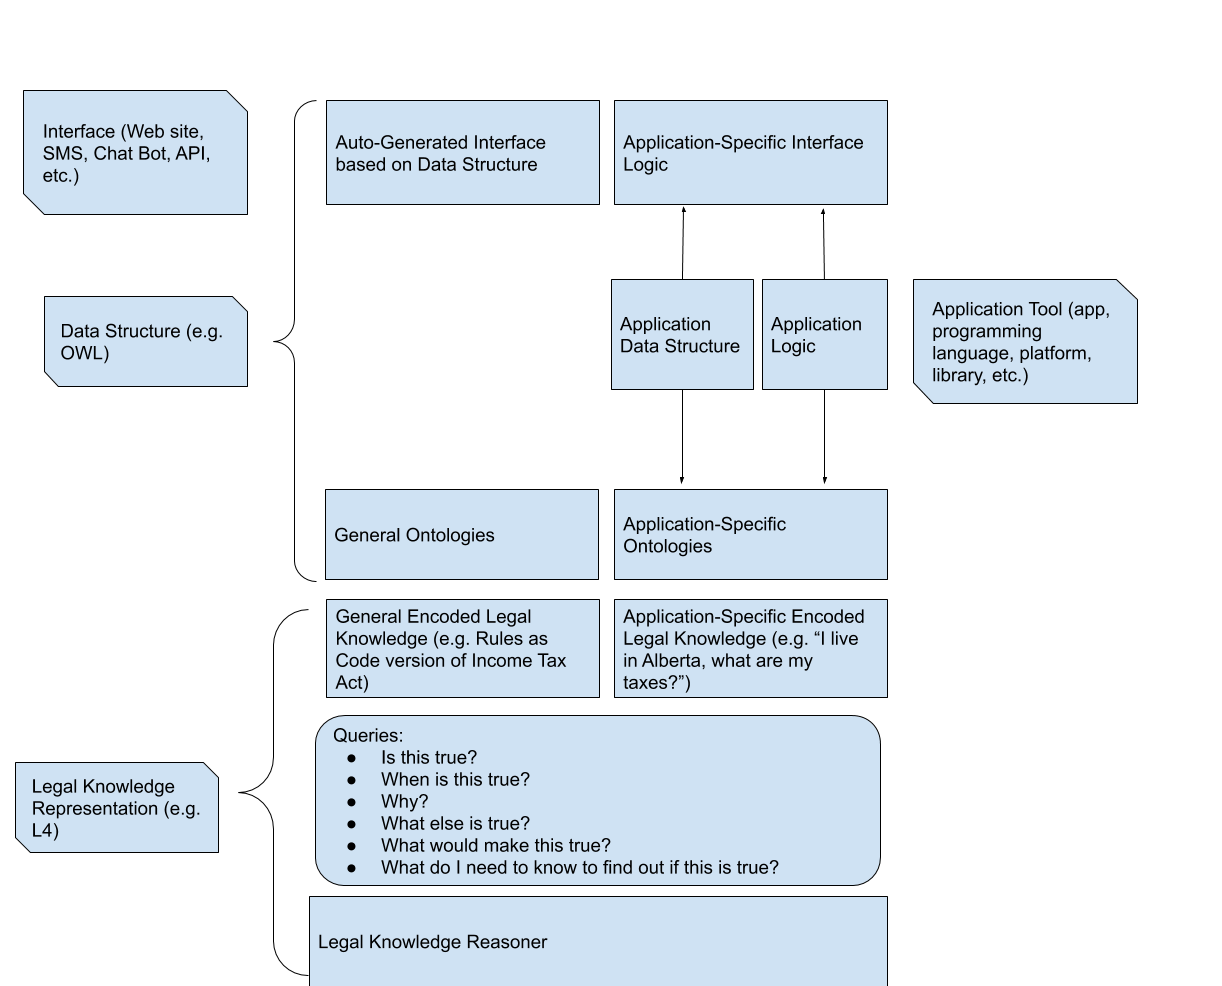 Interface (Web site,
SMS, Chat Bot, API,
etc.)
Auto-Generated Interface
based on Data Structure
Application-Specific Interface
Logic
Data Structure (e.g.
OWL)
Application
Data Structure
Application
Logic
Application Tool (app,
programming
language, platform,
library, etc.)
General Ontologies
Application-Specific
Ontologies
General Encoded Legal
Knowledge (e.g. Rules as
Code version of Income Tax
Act)
Application-Specific Encoded
Legal Knowledge (e.g. “I live
in Alberta, what are my
taxes?”)
Legal Knowledge
Representation (e.g.
L4)
Queries:
● Is this true?
● When is this true?
● Why?
● What else is true?
● What would make this true?
● What do I need to know to find out if this is true?
Legal Knowledge Reasoner